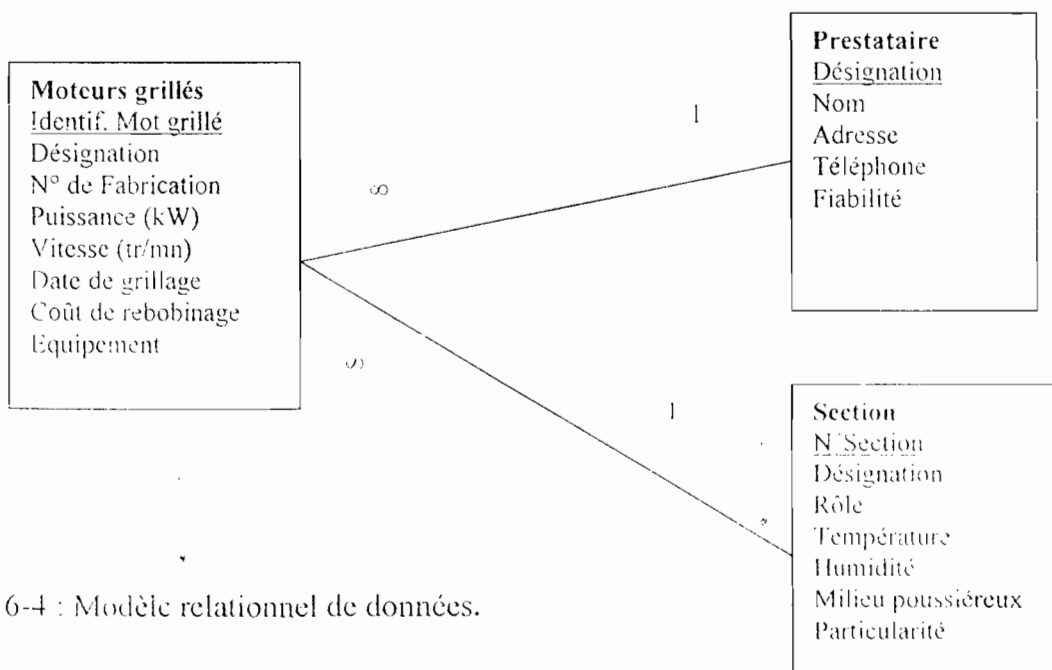 Moteurs grillés
Identif. Mot grillé
Désignation
N° de Fabrication
Puissance (kW)
Vitesse (tr/mn)
Date de grillage
Coût de rebobinage
Equipement
∞
1
Prestataire
Désignation
Nom
Adresse
Téléphone
Fiabilité
∞
1
Section
N°Section
Désignation
Rôle
Température
Humidité
Milieu poussiéreux
Particularité
6-4 : Modèle relationnel de données.